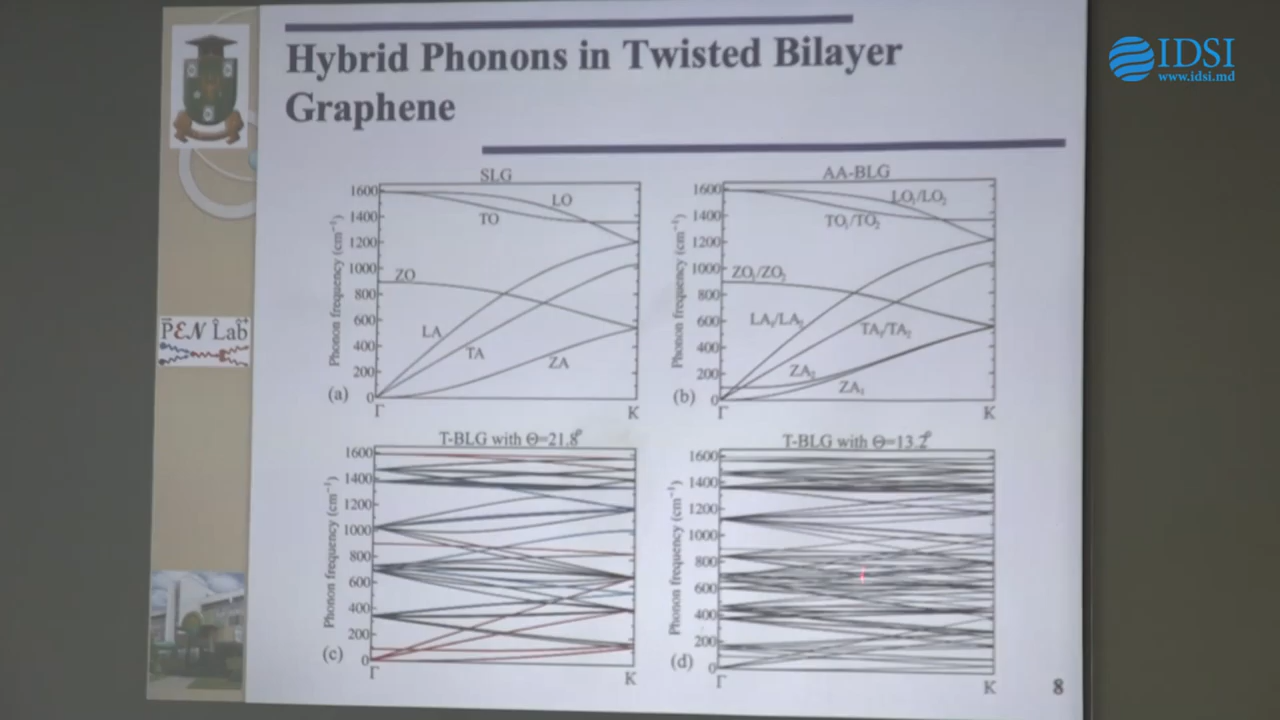 IDSI
www.idsi.md
Hybrid Phonons in Twisted Bilayer
Graphene
PEN Lab
SLG
Phonon frequency (cm⁻¹)
1600
1400
1200
1000
800
600
400
200
0
LO
TO
ZO
LA
TA
ZA
(a)
Γ
K
AA-BLG
Phonon frequency (cm⁻¹)
1600
1400
1200
1000
800
600
400
200
0
LO₁/LO₂
TO₁/TO₂
ZO₁/ZO₂
LA₁/LA₂
TA₁/TA₂
ZA₂
ZA₁
(b)
Γ
K
T-BLG with Θ=21.8°
Phonon frequency (cm⁻¹)
1600
1400
1200
1000
800
600
400
200
0
(c)
Γ
K
T-BLG with Θ=13.2°
Phonon frequency (cm⁻¹)
1600
1400
1200
1000
800
600
400
200
0
(d)
Γ
K
8